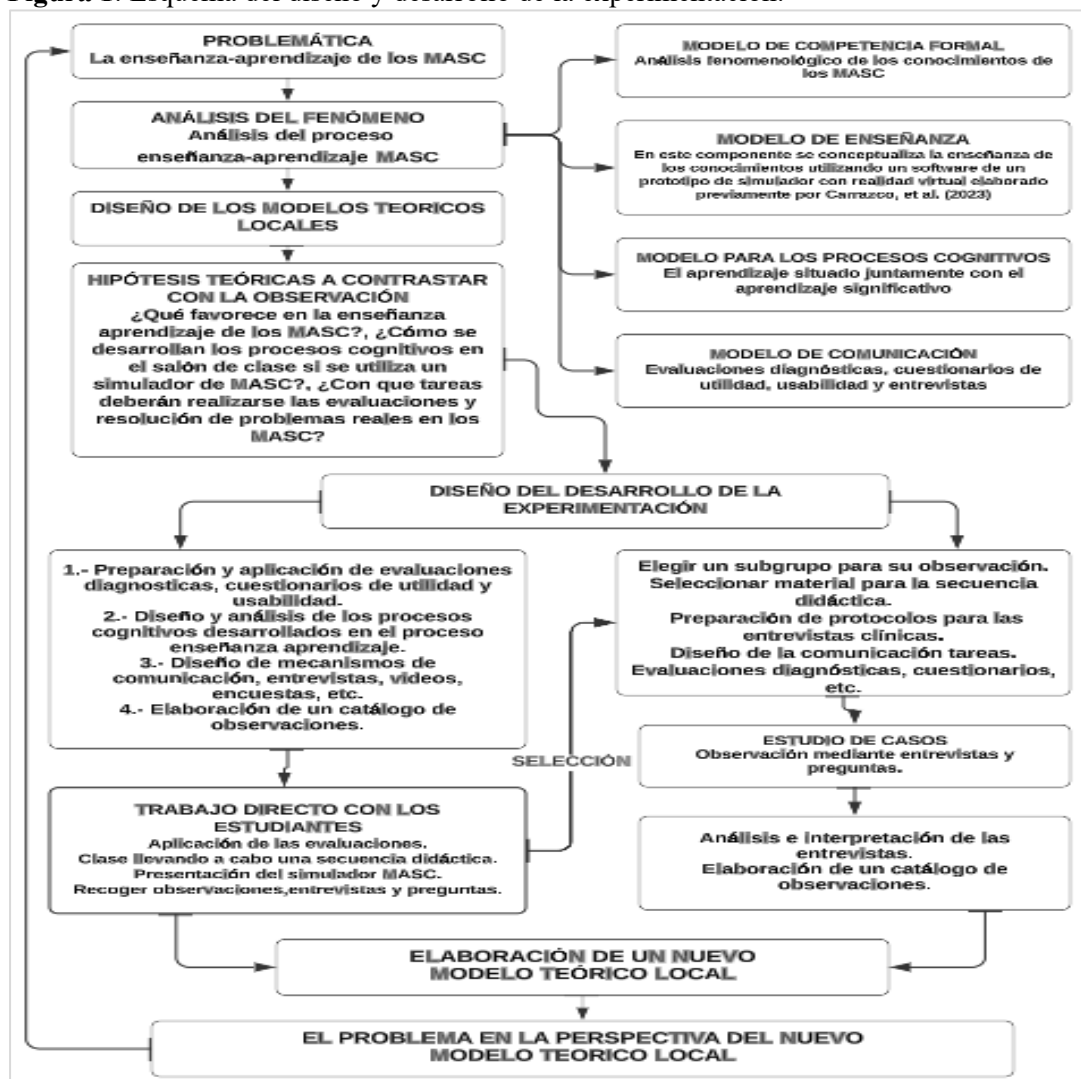 Figura 1. Esquema del diseño y desarrollo de la experimentación.
PROBLEMÁTICA
La enseñanza-aprendizaje de los MASC
ANÁLISIS DEL FENÓMENO
Análisis del proceso
enseñanza-aprendizaje MASC
DISEÑO DE LOS MODELOS TEORICOS
LOCALES
HIPÓTESIS TEÓRICAS A CONTRASTAR
CON LA OBSERVACIÓN
¿Qué favorece en la enseñanza
aprendizaje de los MASC?, ¿Cómo se
desarrollan los procesos cognitivos en
el salón de clase si se utiliza un
simulador de MASC?, ¿Con que tareas
deberán realizarse las evaluaciones y
resolución de problemas reales en los
MASC?
MODELO DE COMPETENCIA FORMAL
Análisis fenomenológico de los conocimientos de
los MASC
MODELO DE ENSEÑANZA
En este componente se conceptualiza la enseñanza de
los conocimientos utilizando un software de un
prototipo de simulador con realidad virtual elaborado
previamente por Carrazco, et al. (2023)
MODELO PARA LOS PROCESOS COGNITIVOS
El aprendizaje situado juntamente con el
aprendizaje significativo
MODELO DE COMUNICACIÓN
Evaluaciones diagnósticas, cuestionarios de
utilidad, usabilidad y entrevistas
DISEÑO DEL DESARROLLO DE LA
EXPERIMENTACIÓN
1.- Preparación y aplicación de evaluaciones
diagnosticas, cuestionarios de utilidad y
usabilidad.
2.- Diseño y análisis de los procesos
cognitivos desarrollados en el proceso
enseñanza aprendizaje.
3.- Diseño de mecanismos de
comunicación, entrevistas, videos,
encuestas, etc.
4.- Elaboración de un catálogo de
observaciones.
TRABAJO DIRECTO CON LOS
ESTUDIANTES
Aplicación de las evaluaciones.
Clase llevando a cabo una secuencia didáctica.
Presentación del simulador MASC.
Recoger observaciones,entrevistas y preguntas.
SELECCIÓN
Elegir un subgrupo para su observación.
Seleccionar material para la secuencia
didáctica.
Preparación de protocolos para las
entrevistas clínicas.
Diseño de la comunicación tareas.
Evaluaciones diagnósticas, cuestionarios,
etc.
ESTUDIO DE CASOS
Observación mediante entrevistas y
preguntas.
Análisis e interpretación de las
entrevistas.
Elaboración de un catálogo de
observaciones.
ELABORACIÓN DE UN NUEVO
MODELO TEÓRICO LOCAL
EL PROBLEMA EN LA PERSPECTIVA DEL NUEVO
MODELO TEORICO LOCAL